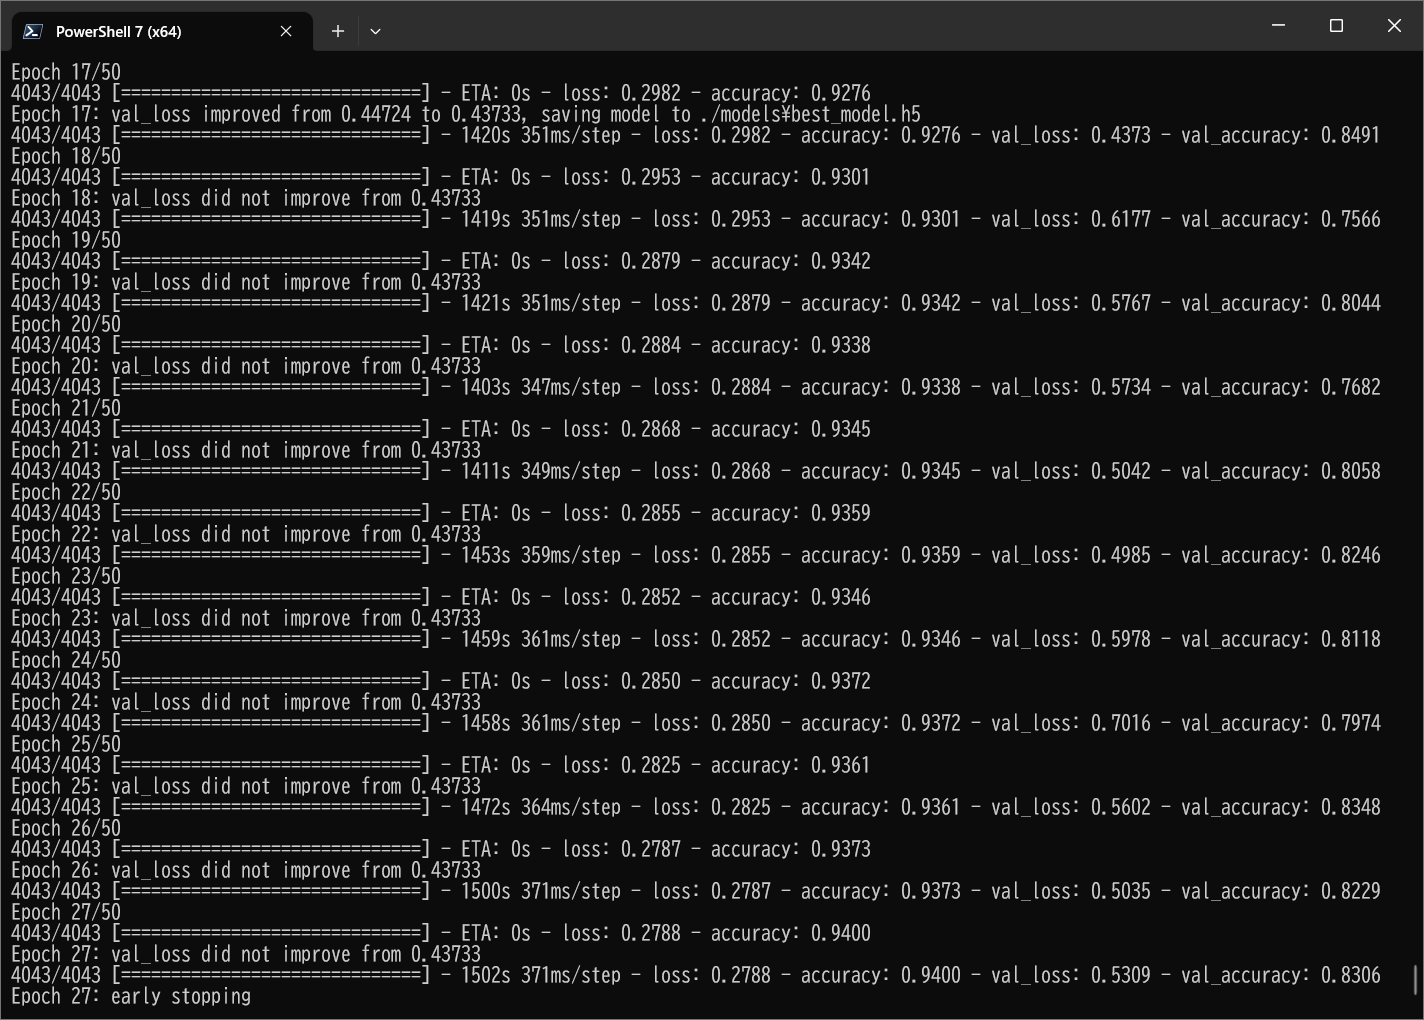 PowerShell 7 (x64)
Epoch 17/50
4043/4043 [==============================] - ETA: 0s - loss: 0.2982 - accuracy: 0.9276
Epoch 17: val_loss improved from 0.44724 to 0.43733, saving model to ./models¥best_model.h5
4043/4043 [==============================] - 1420s 351ms/step - loss: 0.2982 - accuracy: 0.9276 - val_loss: 0.4373 - val_accuracy: 0.8491
Epoch 18/50
4043/4043 [==============================] - ETA: 0s - loss: 0.2953 - accuracy: 0.9301
Epoch 18: val_loss did not improve from 0.43733
4043/4043 [==============================] - 1419s 351ms/step - loss: 0.2953 - accuracy: 0.9301 - val_loss: 0.6177 - val_accuracy: 0.7566
Epoch 19/50
4043/4043 [==============================] - ETA: 0s - loss: 0.2879 - accuracy: 0.9342
Epoch 19: val_loss did not improve from 0.43733
4043/4043 [==============================] - 1421s 351ms/step - loss: 0.2879 - accuracy: 0.9342 - val_loss: 0.5767 - val_accuracy: 0.8044
Epoch 20/50
4043/4043 [==============================] - ETA: 0s - loss: 0.2884 - accuracy: 0.9338
Epoch 20: val_loss did not improve from 0.43733
4043/4043 [==============================] - 1403s 347ms/step - loss: 0.2884 - accuracy: 0.9338 - val_loss: 0.5734 - val_accuracy: 0.7682
Epoch 21/50
4043/4043 [==============================] - ETA: 0s - loss: 0.2868 - accuracy: 0.9345
Epoch 21: val_loss did not improve from 0.43733
4043/4043 [==============================] - 1411s 349ms/step - loss: 0.2868 - accuracy: 0.9345 - val_loss: 0.5042 - val_accuracy: 0.8058
Epoch 22/50
4043/4043 [==============================] - ETA: 0s - loss: 0.2855 - accuracy: 0.9359
Epoch 22: val_loss did not improve from 0.43733
4043/4043 [==============================] - 1453s 359ms/step - loss: 0.2855 - accuracy: 0.9359 - val_loss: 0.4985 - val_accuracy: 0.8246
Epoch 23/50
4043/4043 [==============================] - ETA: 0s - loss: 0.2852 - accuracy: 0.9346
Epoch 23: val_loss did not improve from 0.43733
4043/4043 [==============================] - 1459s 361ms/step - loss: 0.2852 - accuracy: 0.9346 - val_loss: 0.5978 - val_accuracy: 0.8118
Epoch 24/50
4043/4043 [==============================] - ETA: 0s - loss: 0.2850 - accuracy: 0.9372
Epoch 24: val_loss did not improve from 0.43733
4043/4043 [==============================] - 1458s 361ms/step - loss: 0.2850 - accuracy: 0.9372 - val_loss: 0.7016 - val_accuracy: 0.7974
Epoch 25/50
4043/4043 [==============================] - ETA: 0s - loss: 0.2825 - accuracy: 0.9361
Epoch 25: val_loss did not improve from 0.43733
4043/4043 [==============================] - 1472s 364ms/step - loss: 0.2825 - accuracy: 0.9361 - val_loss: 0.5602 - val_accuracy: 0.8348
Epoch 26/50
4043/4043 [==============================] - ETA: 0s - loss: 0.2787 - accuracy: 0.9373
Epoch 26: val_loss did not improve from 0.43733
4043/4043 [==============================] - 1500s 371ms/step - loss: 0.2787 - accuracy: 0.9373 - val_loss: 0.5035 - val_accuracy: 0.8229
Epoch 27/50
4043/4043 [==============================] - ETA: 0s - loss: 0.2788 - accuracy: 0.9400
Epoch 27: val_loss did not improve from 0.43733
4043/4043 [==============================] - 1502s 371ms/step - loss: 0.2788 - accuracy: 0.9400 - val_loss: 0.5309 - val_accuracy: 0.8306
Epoch 27: early stopping